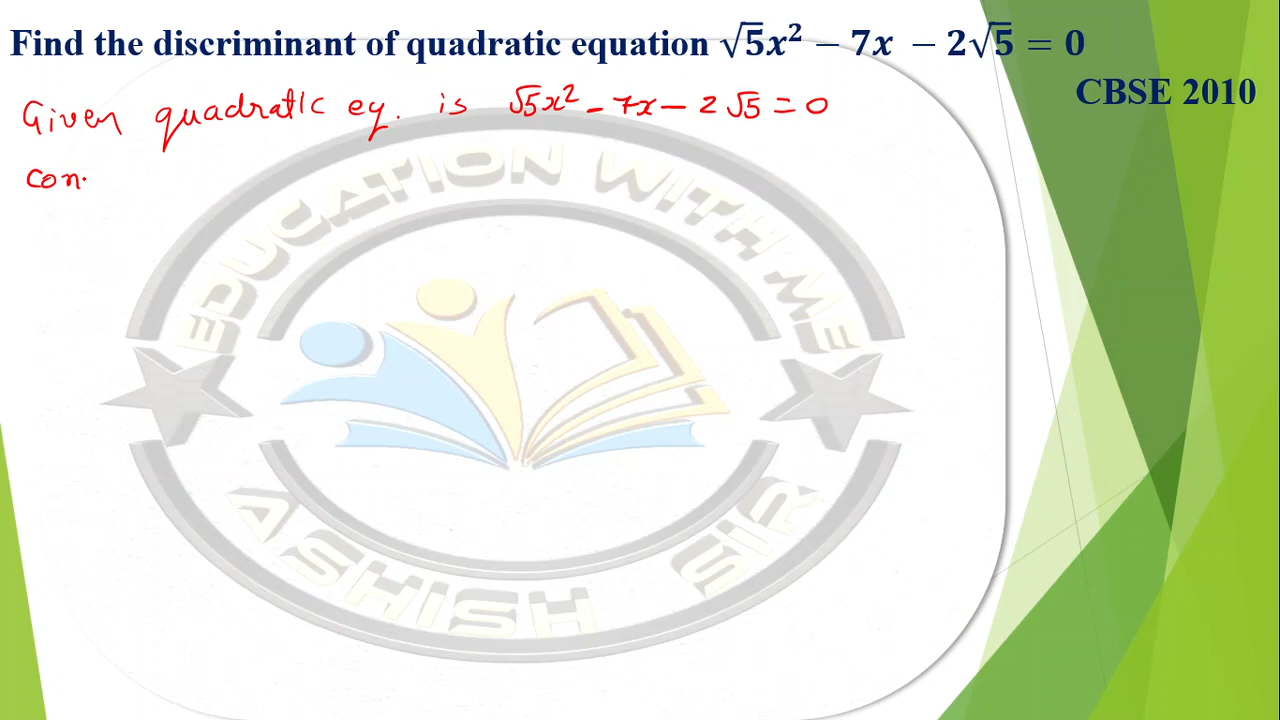 Find the discriminant of quadratic equation √5x² − 7x − 2√5 = 0
CBSE 2010
Given quadratic eq. is √5x² - 7x - 2√5 = 0
con.
EDUCATION WITH ME
ASHISH SIR